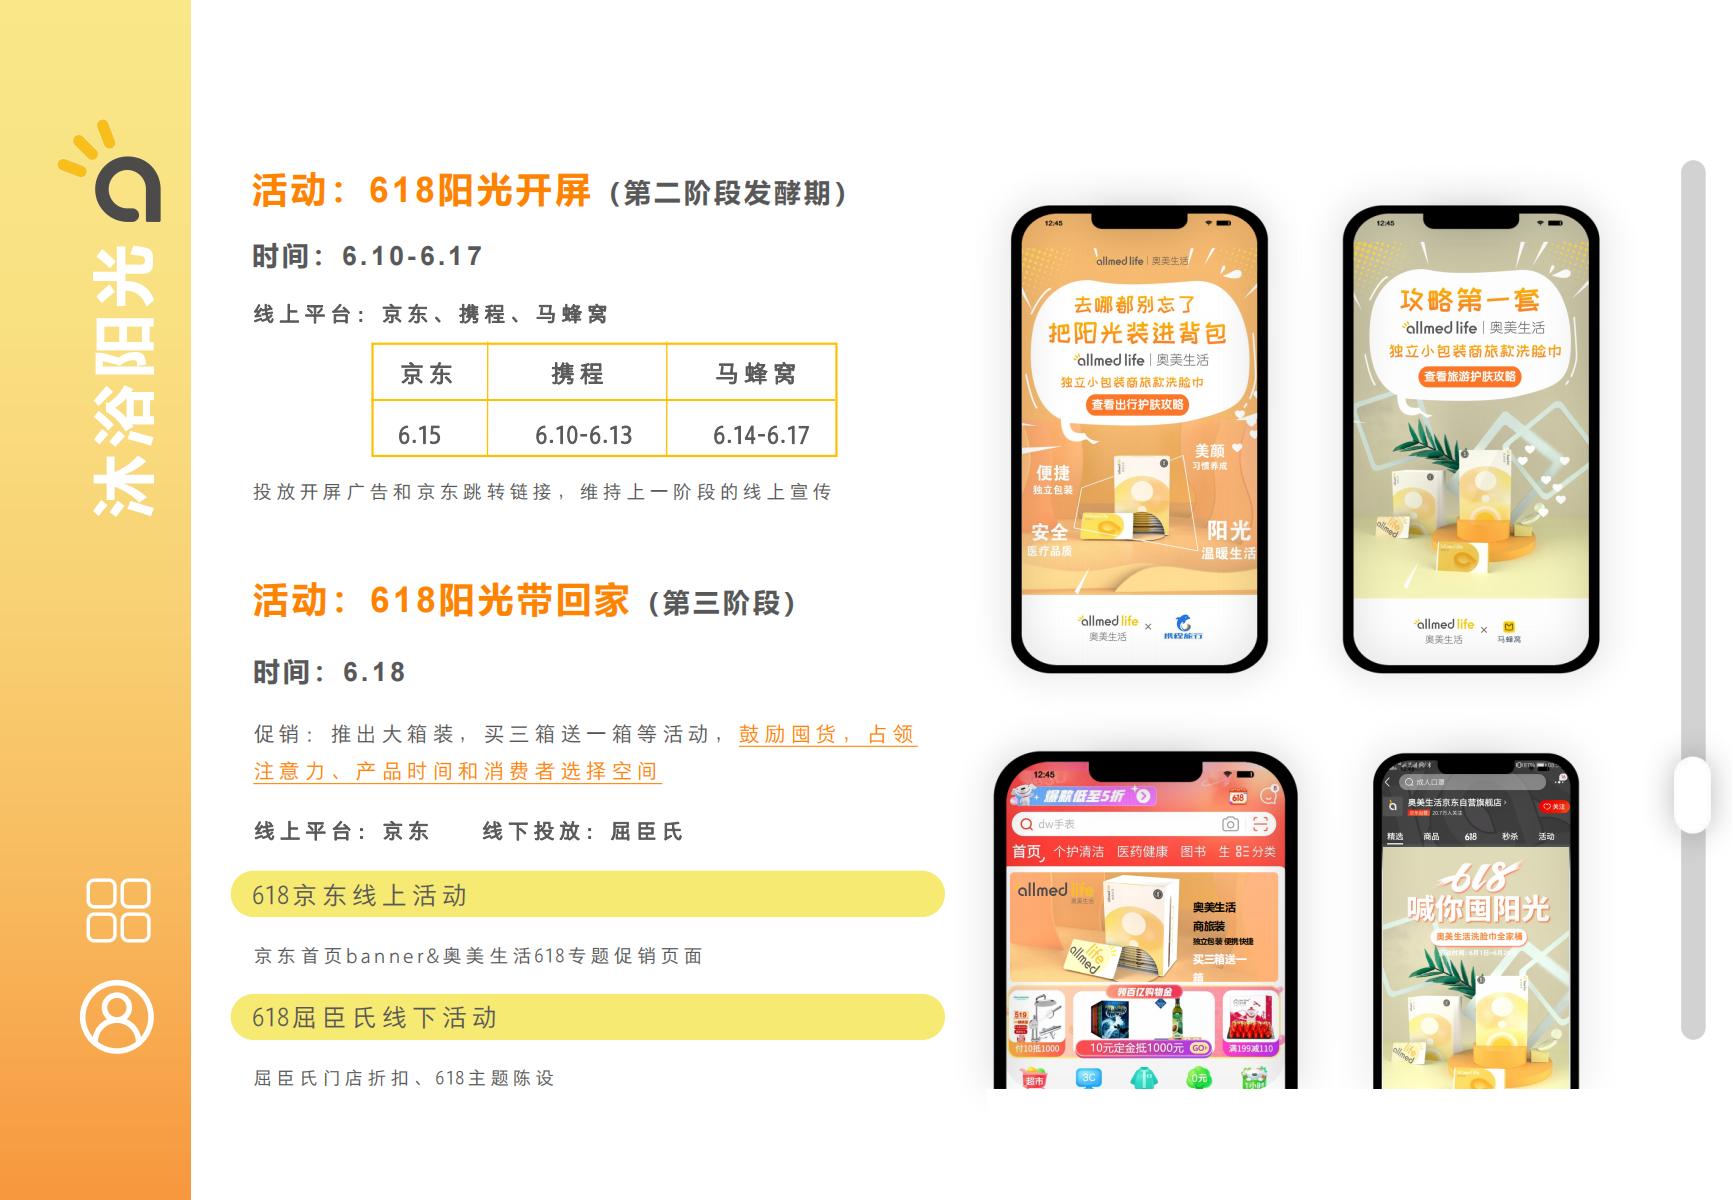 沐浴阳光
活动：618阳光开屏（第二阶段发酵期）
时间：6.10-6.17
线上平台：京东、携程、马蜂窝
京东 携程 马蜂窝
6.15 6.10-6.13 6.14-6.17
投放开屏广告和京东跳转链接，维持上一阶段的线上宣传
活动：618阳光带回家（第三阶段）
时间：6.18
促销：推出大箱装，买三箱送一箱等活动，鼓励囤货，占领
注意力、产品时间和消费者选择空间
线上平台：京东 线下投放：屈臣氏
618京东线上活动
京东首页banner&奥美生活618专题促销页面
618屈臣氏线下活动
屈臣氏门店折扣、618主题陈设
12:45
allmed life | 奥美生活
去哪都别忘了
把阳光装进背包
allmed life | 奥美生活
独立小包装商旅款洗脸巾
查看出行护肤攻略
美颜
习惯养成
便捷
独立包装
安全
医疗品质
阳光
温暖生活
allmed life
奥美生活
×
携程旅行
12:45
攻略第一套
allmed life | 奥美生活
独立小包装商旅款洗脸巾
查看旅游护肤攻略
allmed
allmed life
奥美生活
×
马蜂窝
12:45
爆款低至5折
618
dw手表
首页 个护清洁 医药健康 图书 生 分类
allmed life
奥美生活
奥美生活
商旅装
独立包装 便携快捷
买三箱送一
箱
allmed life
领百亿购物金
519
付10抵1000
10元定金抵1000元
GO
满199减110
超市
3C
0元
成人口罩
奥美生活京东自营旗舰店
20.7万人关注
关注
精选 商品 618 秒杀 活动
618
喊你囤阳光
奥美生活洗脸巾全家桶
allmed